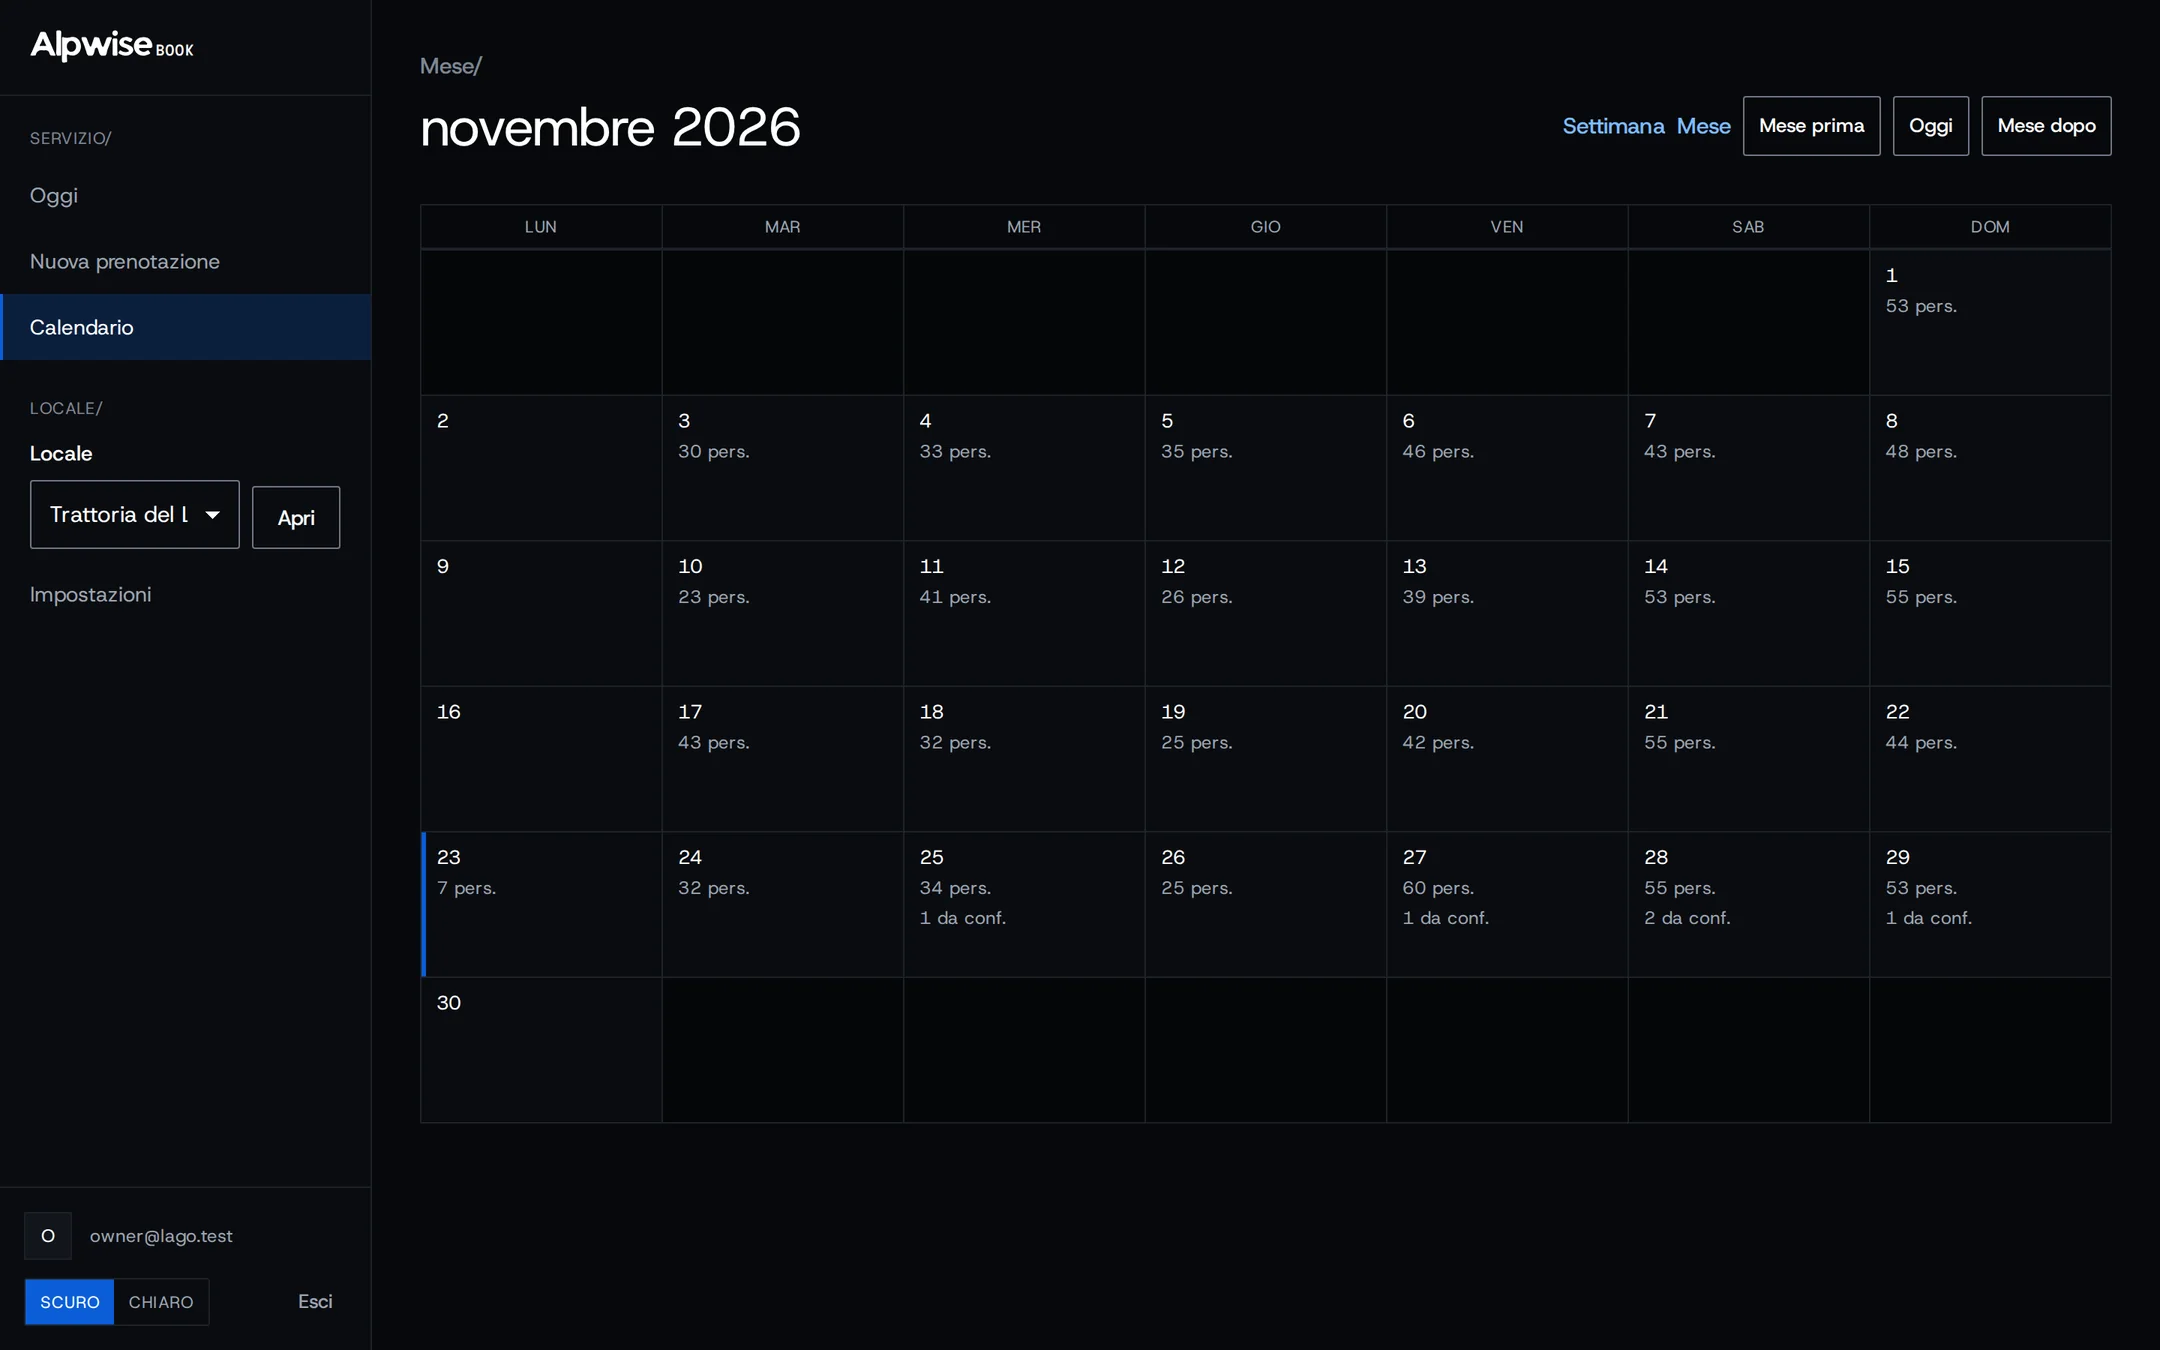 Alpwise BOOK
SERVIZIO/
Oggi
Nuova prenotazione
Calendario
LOCALE/
Locale
Trattoria del l
Apri
Impostazioni
O
owner@lago.test
SCURO CHIARO
Esci
Mese/
novembre 2026
Settimana Mese Mese prima Oggi Mese dopo
LUN MAR MER GIO VEN SAB DOM
1
53 pers.
2 3 4 5 6 7 8
30 pers. 33 pers. 35 pers. 46 pers. 43 pers. 48 pers.
9 10 11 12 13 14 15
23 pers. 41 pers. 26 pers. 39 pers. 53 pers. 55 pers.
16 17 18 19 20 21 22
43 pers. 32 pers. 25 pers. 42 pers. 55 pers. 44 pers.
23 24 25 26 27 28 29
7 pers. 32 pers. 34 pers. 25 pers. 60 pers. 55 pers. 53 pers.
1 da conf. 1 da conf. 2 da conf. 1 da conf.
30